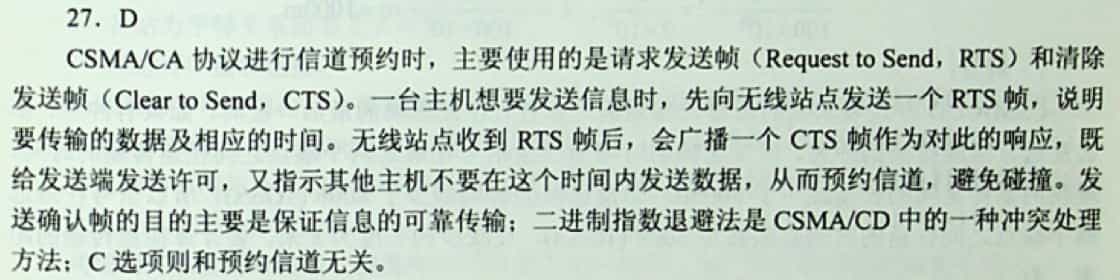 27．D
CSMA/CA 协议进行信道预约时，主要使用的是请求发送帧（Request to Send，RTS）和清除
发送帧（Clear to Send，CTS）。一台主机想要发送信息时，先向无线站点发送一个 RTS 帧，说明
要传输的数据及相应的时间。无线站点收到 RTS 帧后，会广播一个 CTS 帧作为对此的响应，既
给发送端发送许可，又指示其他主机不要在这个时间内发送数据，从而预约信道，避免碰撞。发
送确认帧的目的主要是保证信息的可靠传输；二进制指数退避法是 CSMA/CD 中的一种冲突处理
方法；C 选项则和预约信道无关。